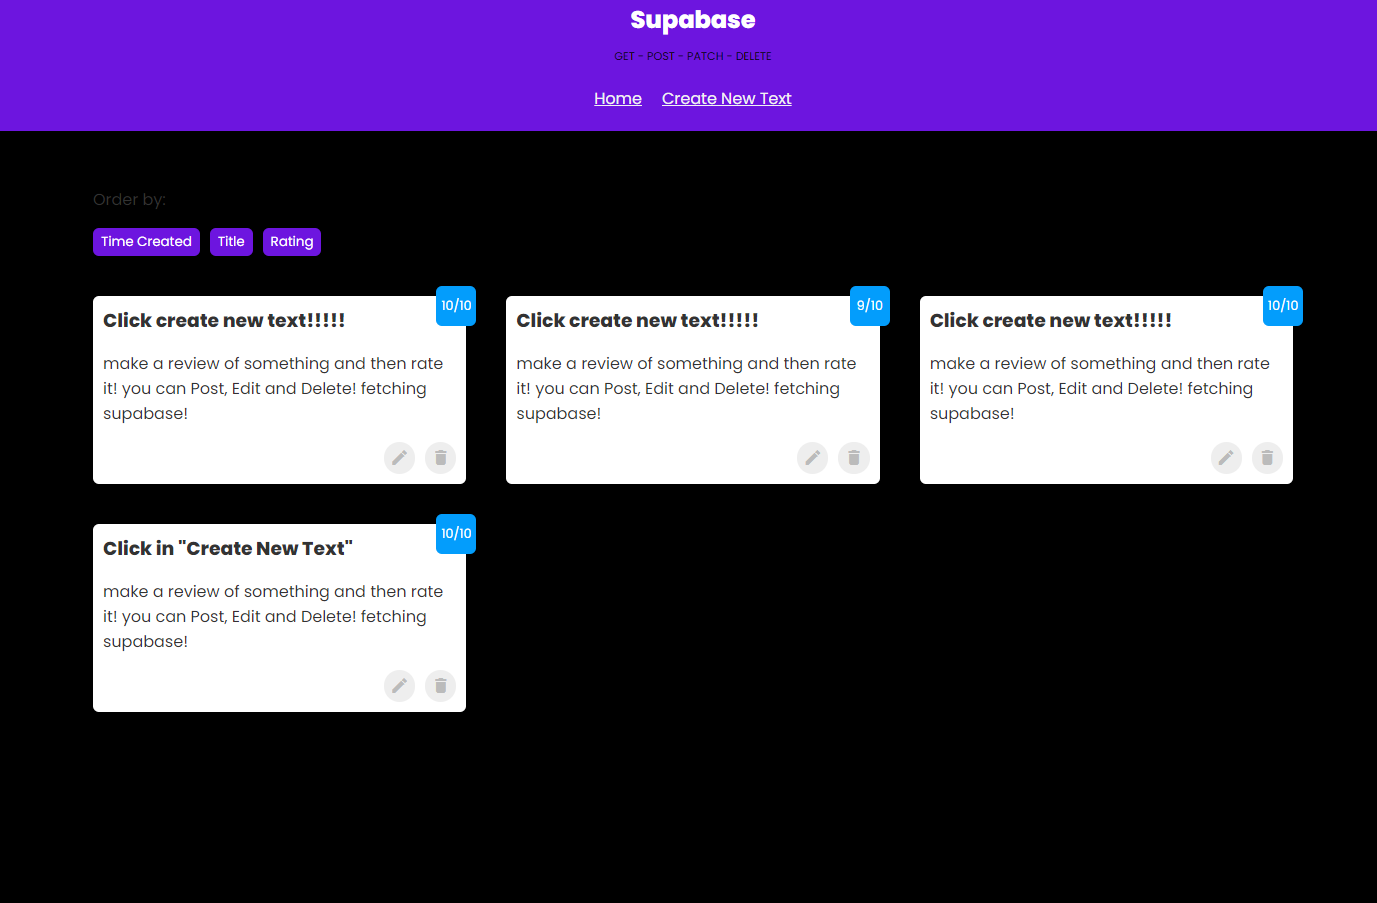 Supabase
GET - POST - PATCH - DELETE
Home Create New Text
Order by:
Time Created Title Rating
10/10
Click create new text!!!!!
make a review of something and then rate
it! you can Post, Edit and Delete! fetching
supabase!
9/10
Click create new text!!!!!
make a review of something and then rate
it! you can Post, Edit and Delete! fetching
supabase!
10/10
Click create new text!!!!!
make a review of something and then rate
it! you can Post, Edit and Delete! fetching
supabase!
10/10
Click in "Create New Text"
make a review of something and then rate
it! you can Post, Edit and Delete! fetching
supabase!